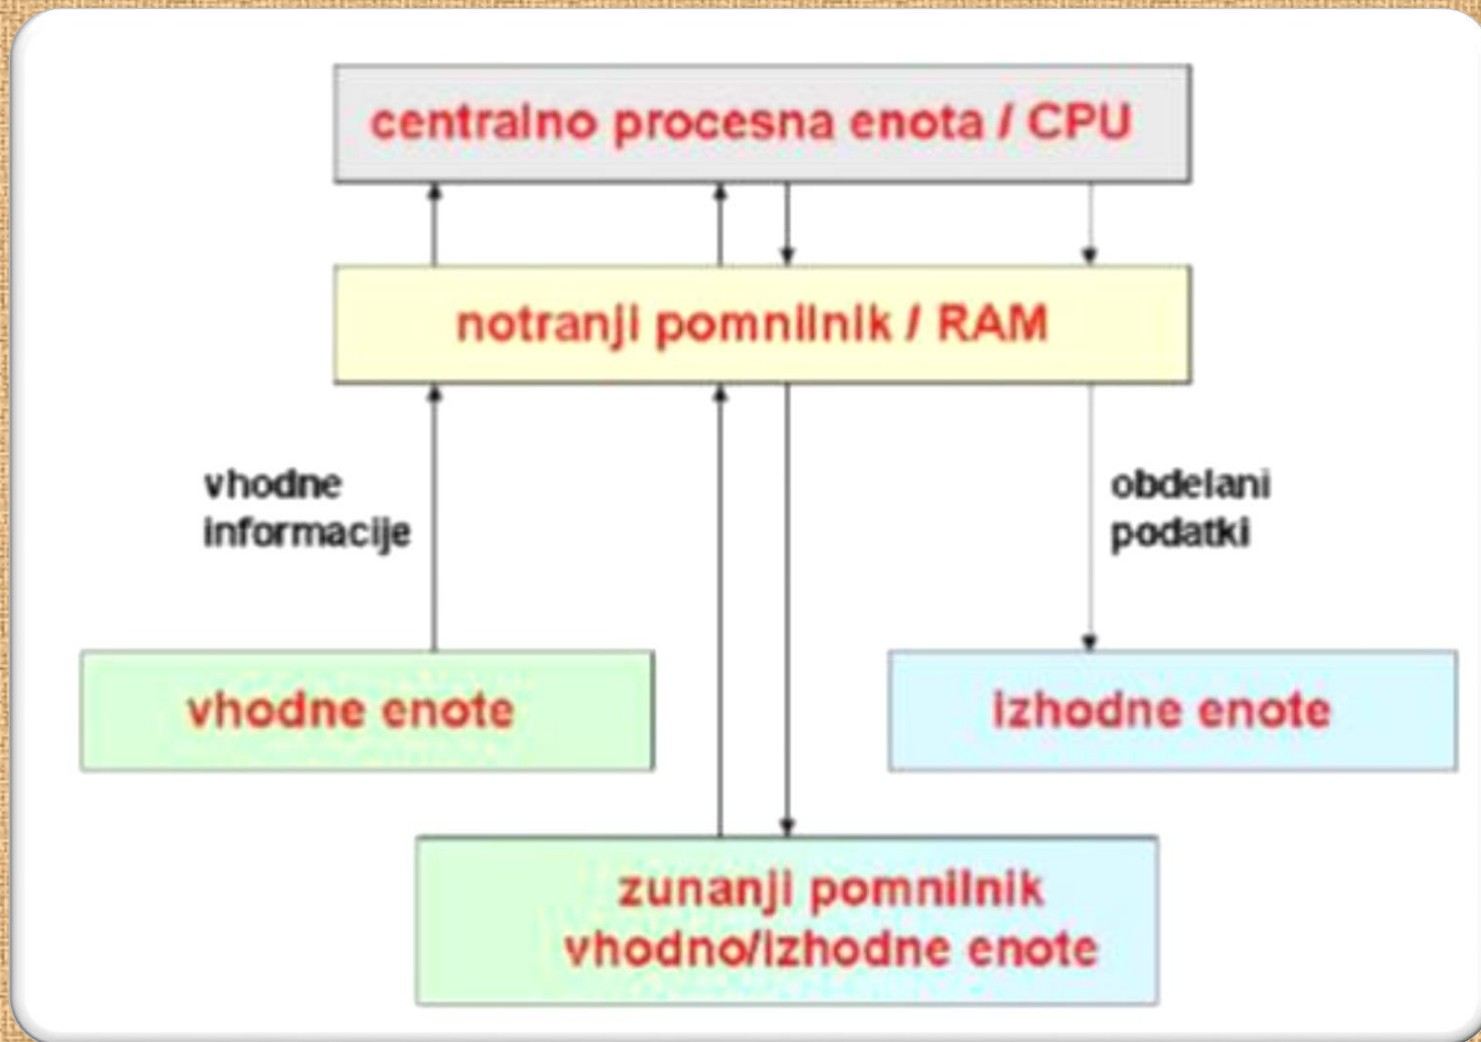 centralno procesna enota / CPU
notranji pomnilnik / RAM
vhodne
informacije
obdelani
podatki
vhodne enote
izhodne enote
zunanji pomnilnik
vhodno/izhodne enote